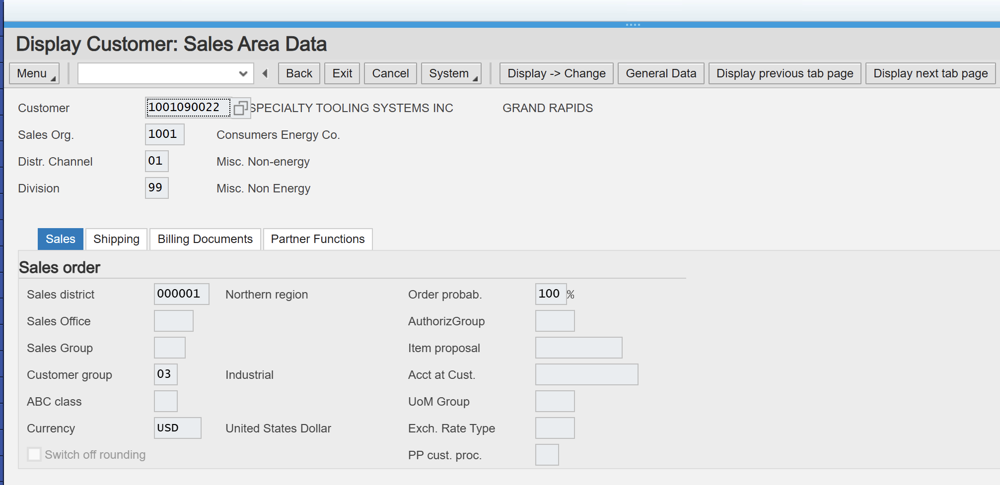 Display Customer: Sales Area Data
Menu Back Exit Cancel System Display -> Change General Data Display previous tab page Display next tab page
Customer 1001090022 SPECIALTY TOOLING SYSTEMS INC GRAND RAPIDS
Sales Org. 1001 Consumers Energy Co.
Distr. Channel 01 Misc. Non-energy
Division 99 Misc. Non Energy
Sales Shipping Billing Documents Partner Functions
Sales order
Sales district 000001 Northern region Order probab. 100 %
Sales Office AuthorizGroup
Sales Group Item proposal
Customer group 03 Industrial Acct at Cust.
ABC class UoM Group
Currency USD United States Dollar Exch. Rate Type
Switch off rounding PP cust. proc.